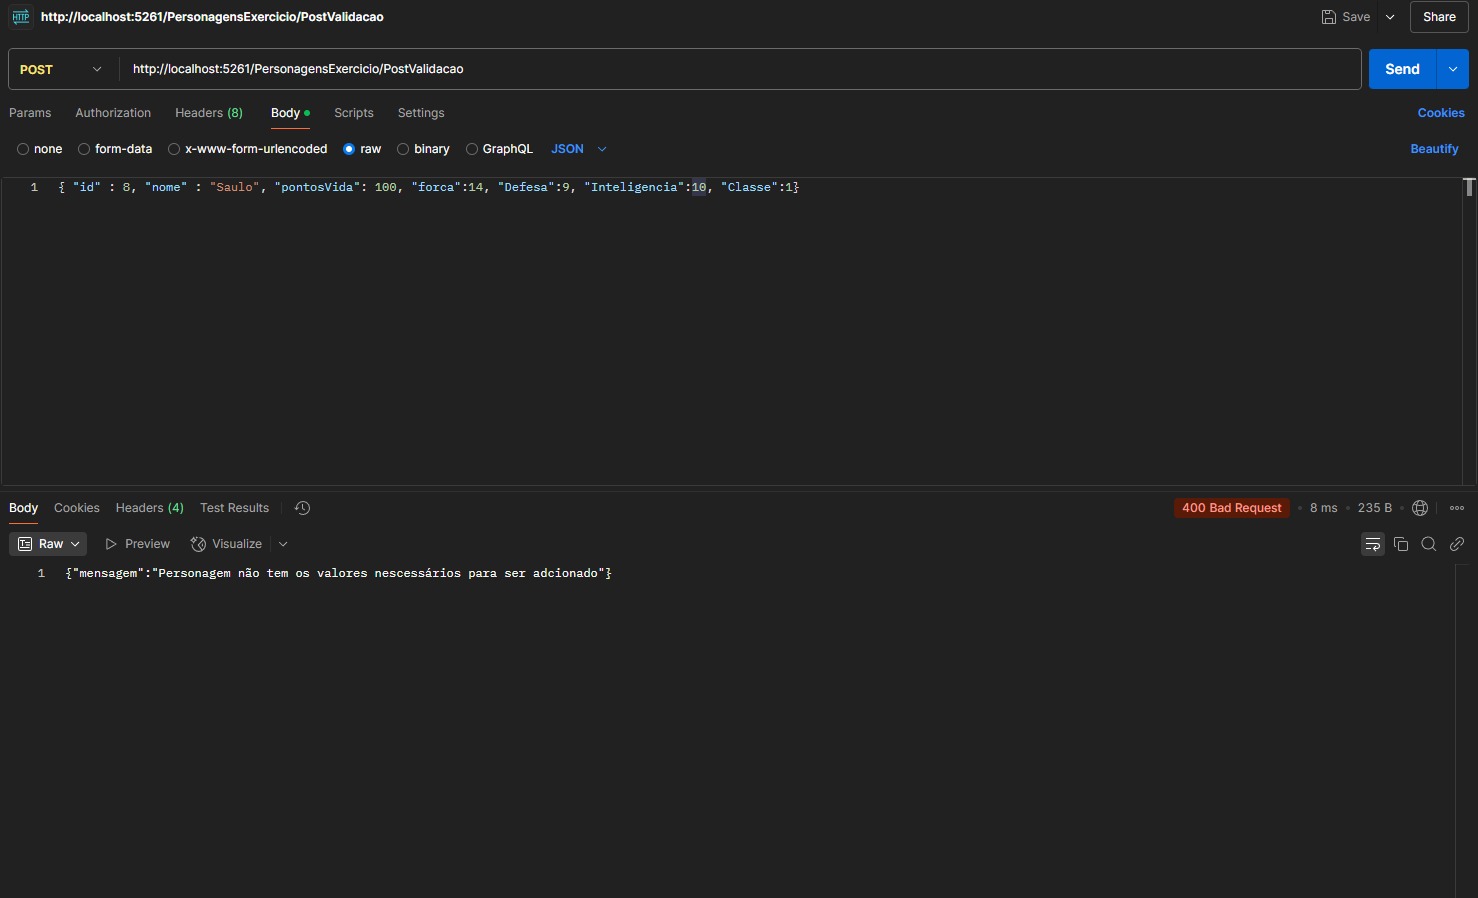 HTTP http://localhost:5261/PersonagensExercicio/PostValidacao Save Share
POST http://localhost:5261/PersonagensExercicio/PostValidacao Send
Params Authorization Headers (8) Body Scripts Settings Cookies
none form-data x-www-form-urlencoded raw binary GraphQL JSON Beautify
1 { "id" : 8, "nome" : "Saulo", "pontosVida": 100, "forca":14, "Defesa":9, "Inteligencia":10, "Classe":1}
Body Cookies Headers (4) Test Results 400 Bad Request • 8 ms • 235 B
Raw Preview Visualize
1 {"mensagem":"Personagem não tem os valores nescessários para ser adcionado"}